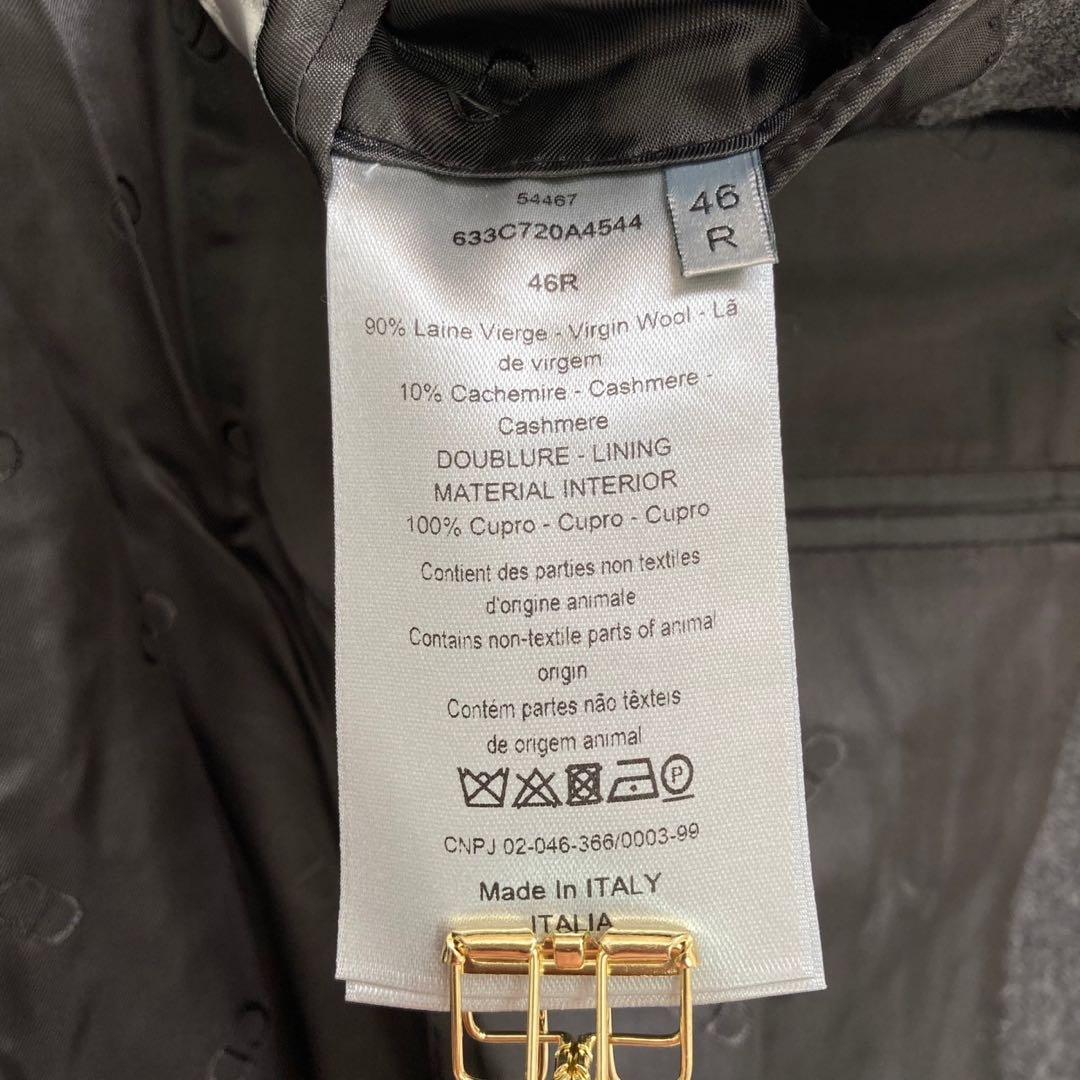 54467
633C720A4544
46
R
46R
90% Laine Vierge - Virgin Wool - Lã
de virgem
10% Cachemire - Cashmere -
Cashmere
DOUBLURE - LINING
MATERIAL INTERIOR
100% Cupro - Cupro - Cupro
Contient des parties non textiles
d'origine animale
Contains non-textile parts of animal
origin
Contém partes não têxteis
de origem animal
P
CNPJ 02-046-366/0003-99
Made In ITALY
ITALIA